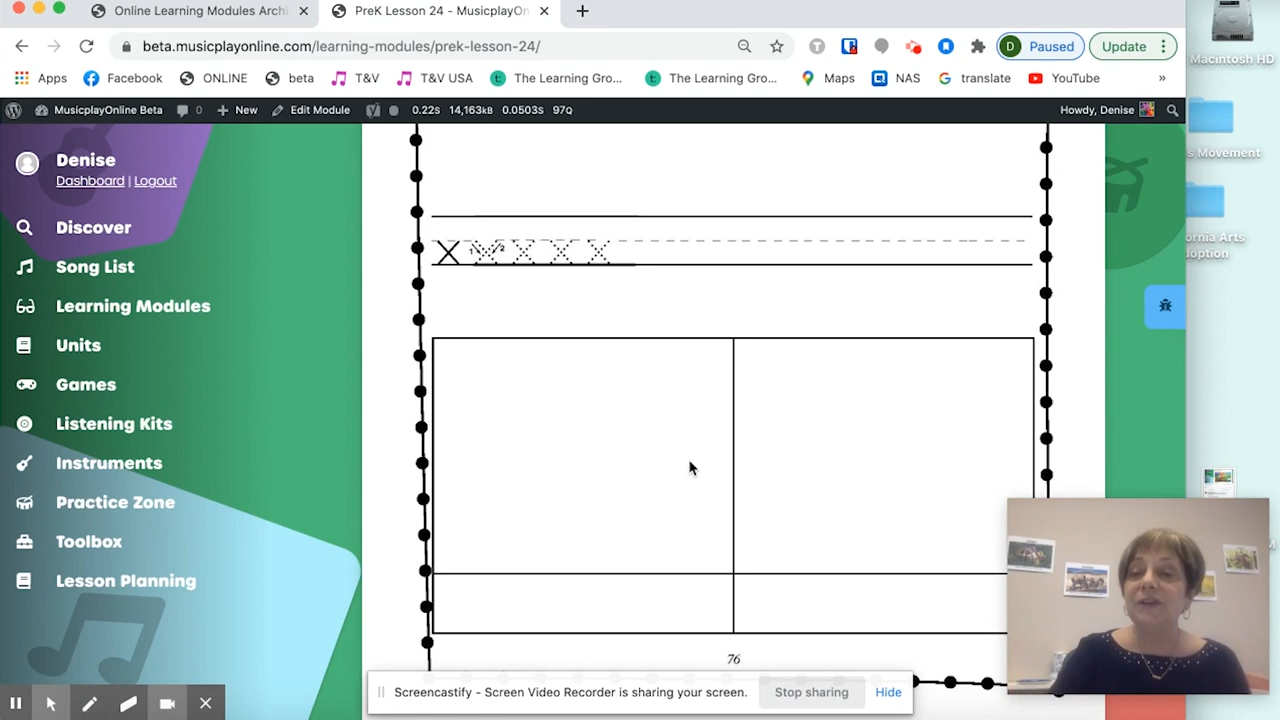 Online Learning Modules Archi
PreK Lesson 24 - MusicplayOn
beta.musicplayonline.com/learning-modules/prek-lesson-24/
T
D Paused
Update
Apps Facebook ONLINE beta T&V T&V USA The Learning Gro... The Learning Gro... Maps NAS translate YouTube »
MusicplayOnline Beta 0 New Edit Module 0.22S 14,163kB 0.0503S 97Q Howdy, Denise
Macintosh HD
s Movement
ornia Arts
doption
Denise
Dashboard | Logout
Discover
Song List
Learning Modules
Units
Games
Listening Kits
Instruments
Practice Zone
Toolbox
Lesson Planning
X 1 X 2 X X X
76
Screencastify - Screen Video Recorder is sharing your screen. Stop sharing Hide